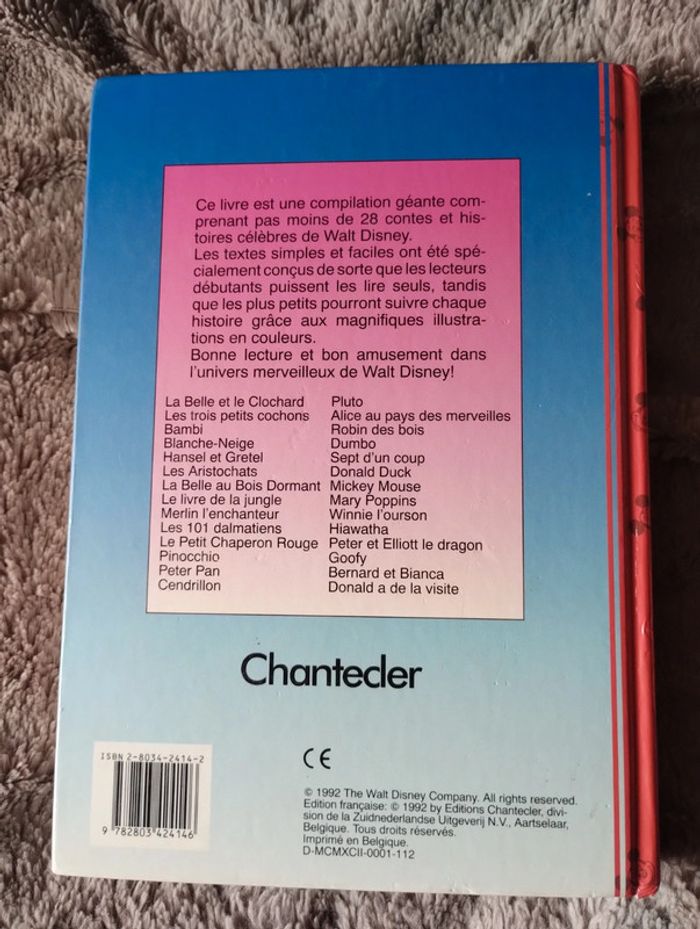 Ce livre est une compilation géante com-
prenant pas moins de 28 contes et his-
toires célèbres de Walt Disney.
Les textes simples et faciles ont été spé-
cialement conçus de sorte que les lecteurs
débutants puissent les lire seuls, tandis
que les plus petits pourront suivre chaque
histoire grâce aux magnifiques illustra-
tions en couleurs.
Bonne lecture et bon amusement dans
l'univers merveilleux de Walt Disney!
La Belle et le Clochard
Les trois petits cochons
Bambi
Blanche-Neige
Hansel et Gretel
Les Aristochats
La Belle au Bois Dormant
Le livre de la jungle
Merlin l'enchanteur
Les 101 dalmatiens
Le Petit Chaperon Rouge
Pinocchio
Peter Pan
Cendrillon
Pluto
Alice au pays des merveilles
Robin des bois
Dumbo
Sept d'un coup
Donald Duck
Mickey Mouse
Mary Poppins
Winnie l'ourson
Hiawatha
Peter et Elliott le dragon
Goofy
Bernard et Bianca
Donald a de la visite
Chantecler
ISBN 2-8034-2414-2
9 782803 424146
CE
© 1992 The Walt Disney Company. All rights reserved.
Edition française: © 1992 by Editions Chantecler, divi-
sion de la Zuidnederlandse Uitgeverij N.V., Aartselaar,
Belgique. Tous droits réservés.
Imprimé en Belgique.
D-MCMXCII-0001-112